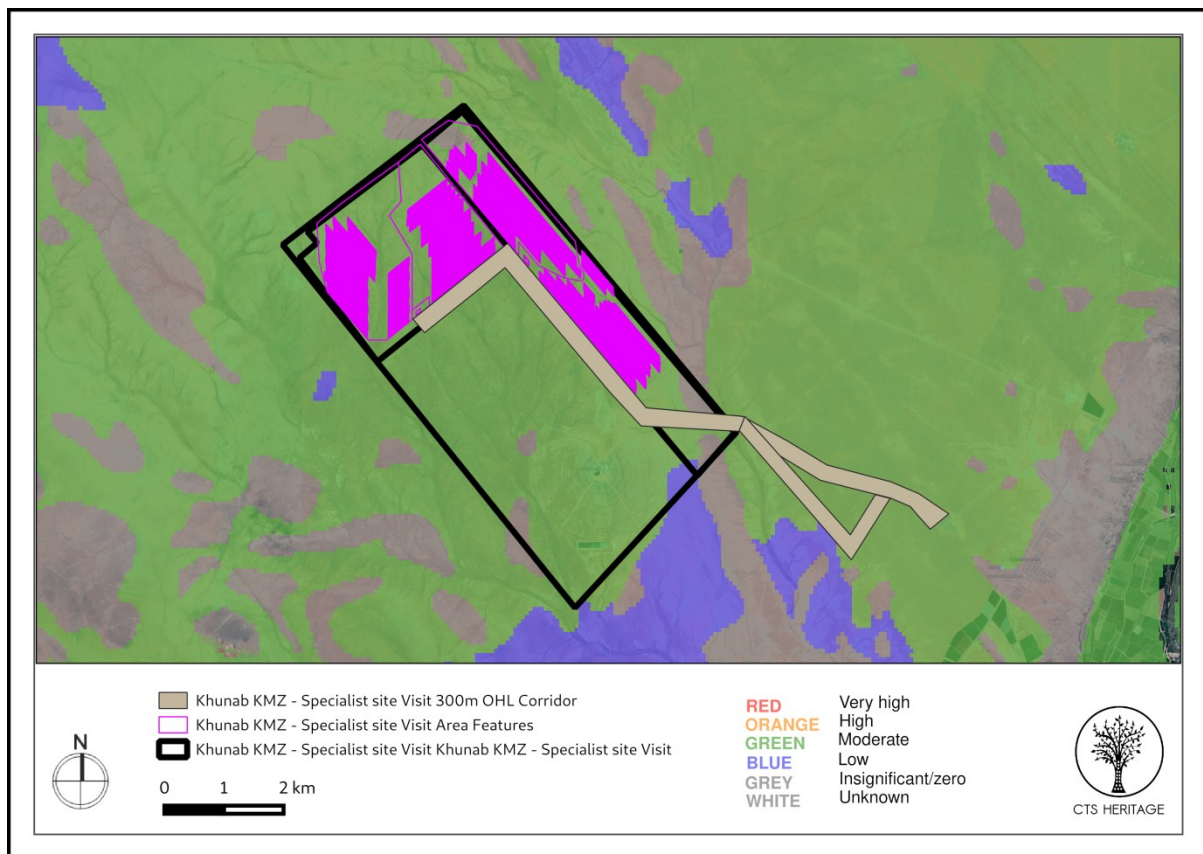 Khunab KMZ - Specialist site Visit 300m OHL Corridor
Khunab KMZ - Specialist site Visit Area Features
Khunab KMZ - Specialist site Visit Khunab KMZ - Specialist site Visit
N
0 1 2 km
RED Very high
ORANGE High
GREEN Moderate
BLUE Low
GREY Insignificant/zero
WHITE Unknown
CTS HERITAGE